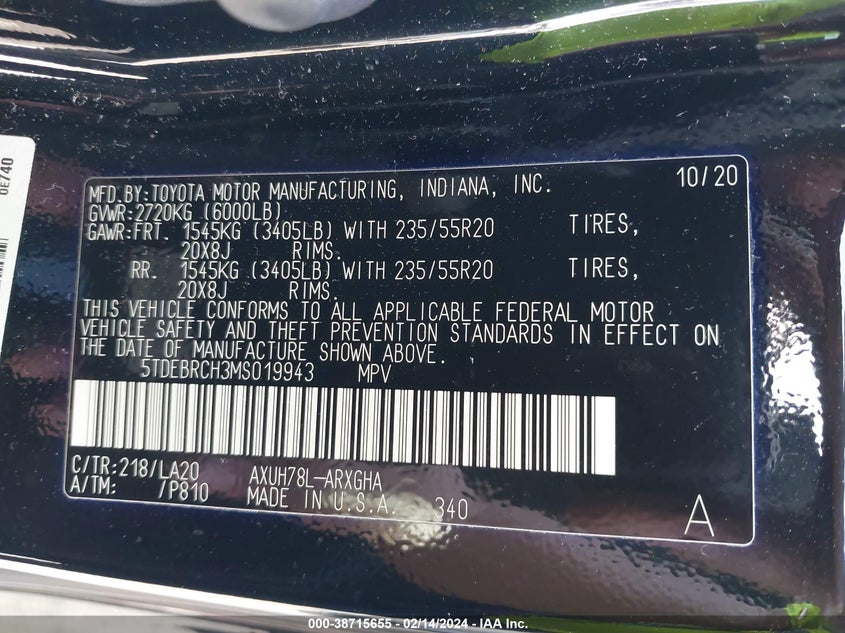 0E740
MFD.BY:TOYOTA MOTOR MANUFACTURING, INDIANA, INC. 10/20
GVWR:2720KG (6000LB)
GAWR:FRT. 1545KG (3405LB) WITH 235/55R20 TIRES,
20X8J RIMS.
RR. 1545KG (3405LB) WITH 235/55R20 TIRES,
20X8J RIMS.
THIS VEHICLE CONFORMS TO ALL APPLICABLE FEDERAL MOTOR
VEHICLE SAFETY AND THEFT PREVENTION STANDARDS IN EFFECT ON
THE DATE OF MANUFACTURE SHOWN ABOVE.
5TDEBRCH3MS019943 MPV
C/TR:218/LA20 AXUH78L-ARXGHA
A/TM: /P810 MADE IN U.S.A. 340
A
000-38715655 - 02/14/2024 - IAA Inc.